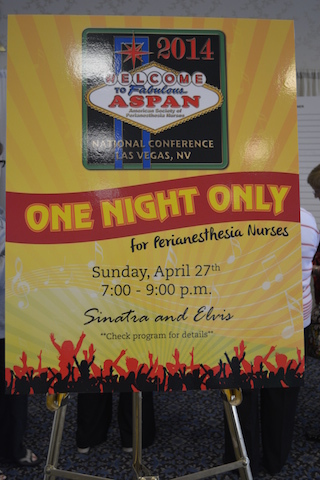 2014
WELCOME
TO Fabulous
ASPAN
American Society of
Perianesthesia Nurses
NATIONAL CONFERENCE
LAS VEGAS, NV
ONE NIGHT ONLY
for Perianesthesia Nurses
Sunday, April 27th
7:00 - 9:00 p.m.
Sinatra and Elvis
**Check program for details**